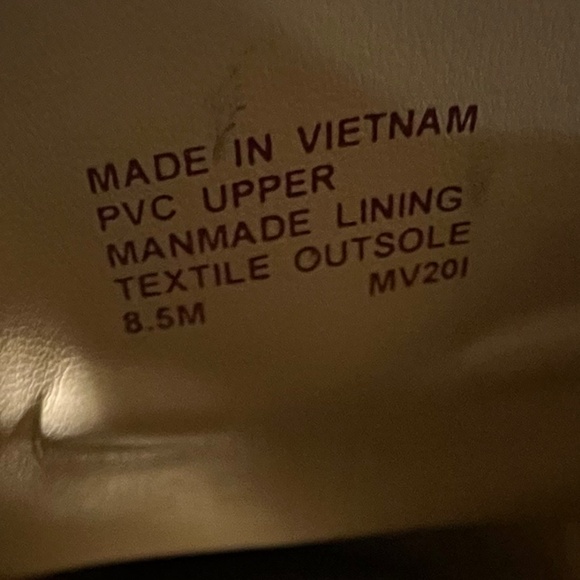 MADE IN VIETNAM
PVC UPPER
MANMADE LINING
TEXTILE OUTSOLE
8.5M MV20I